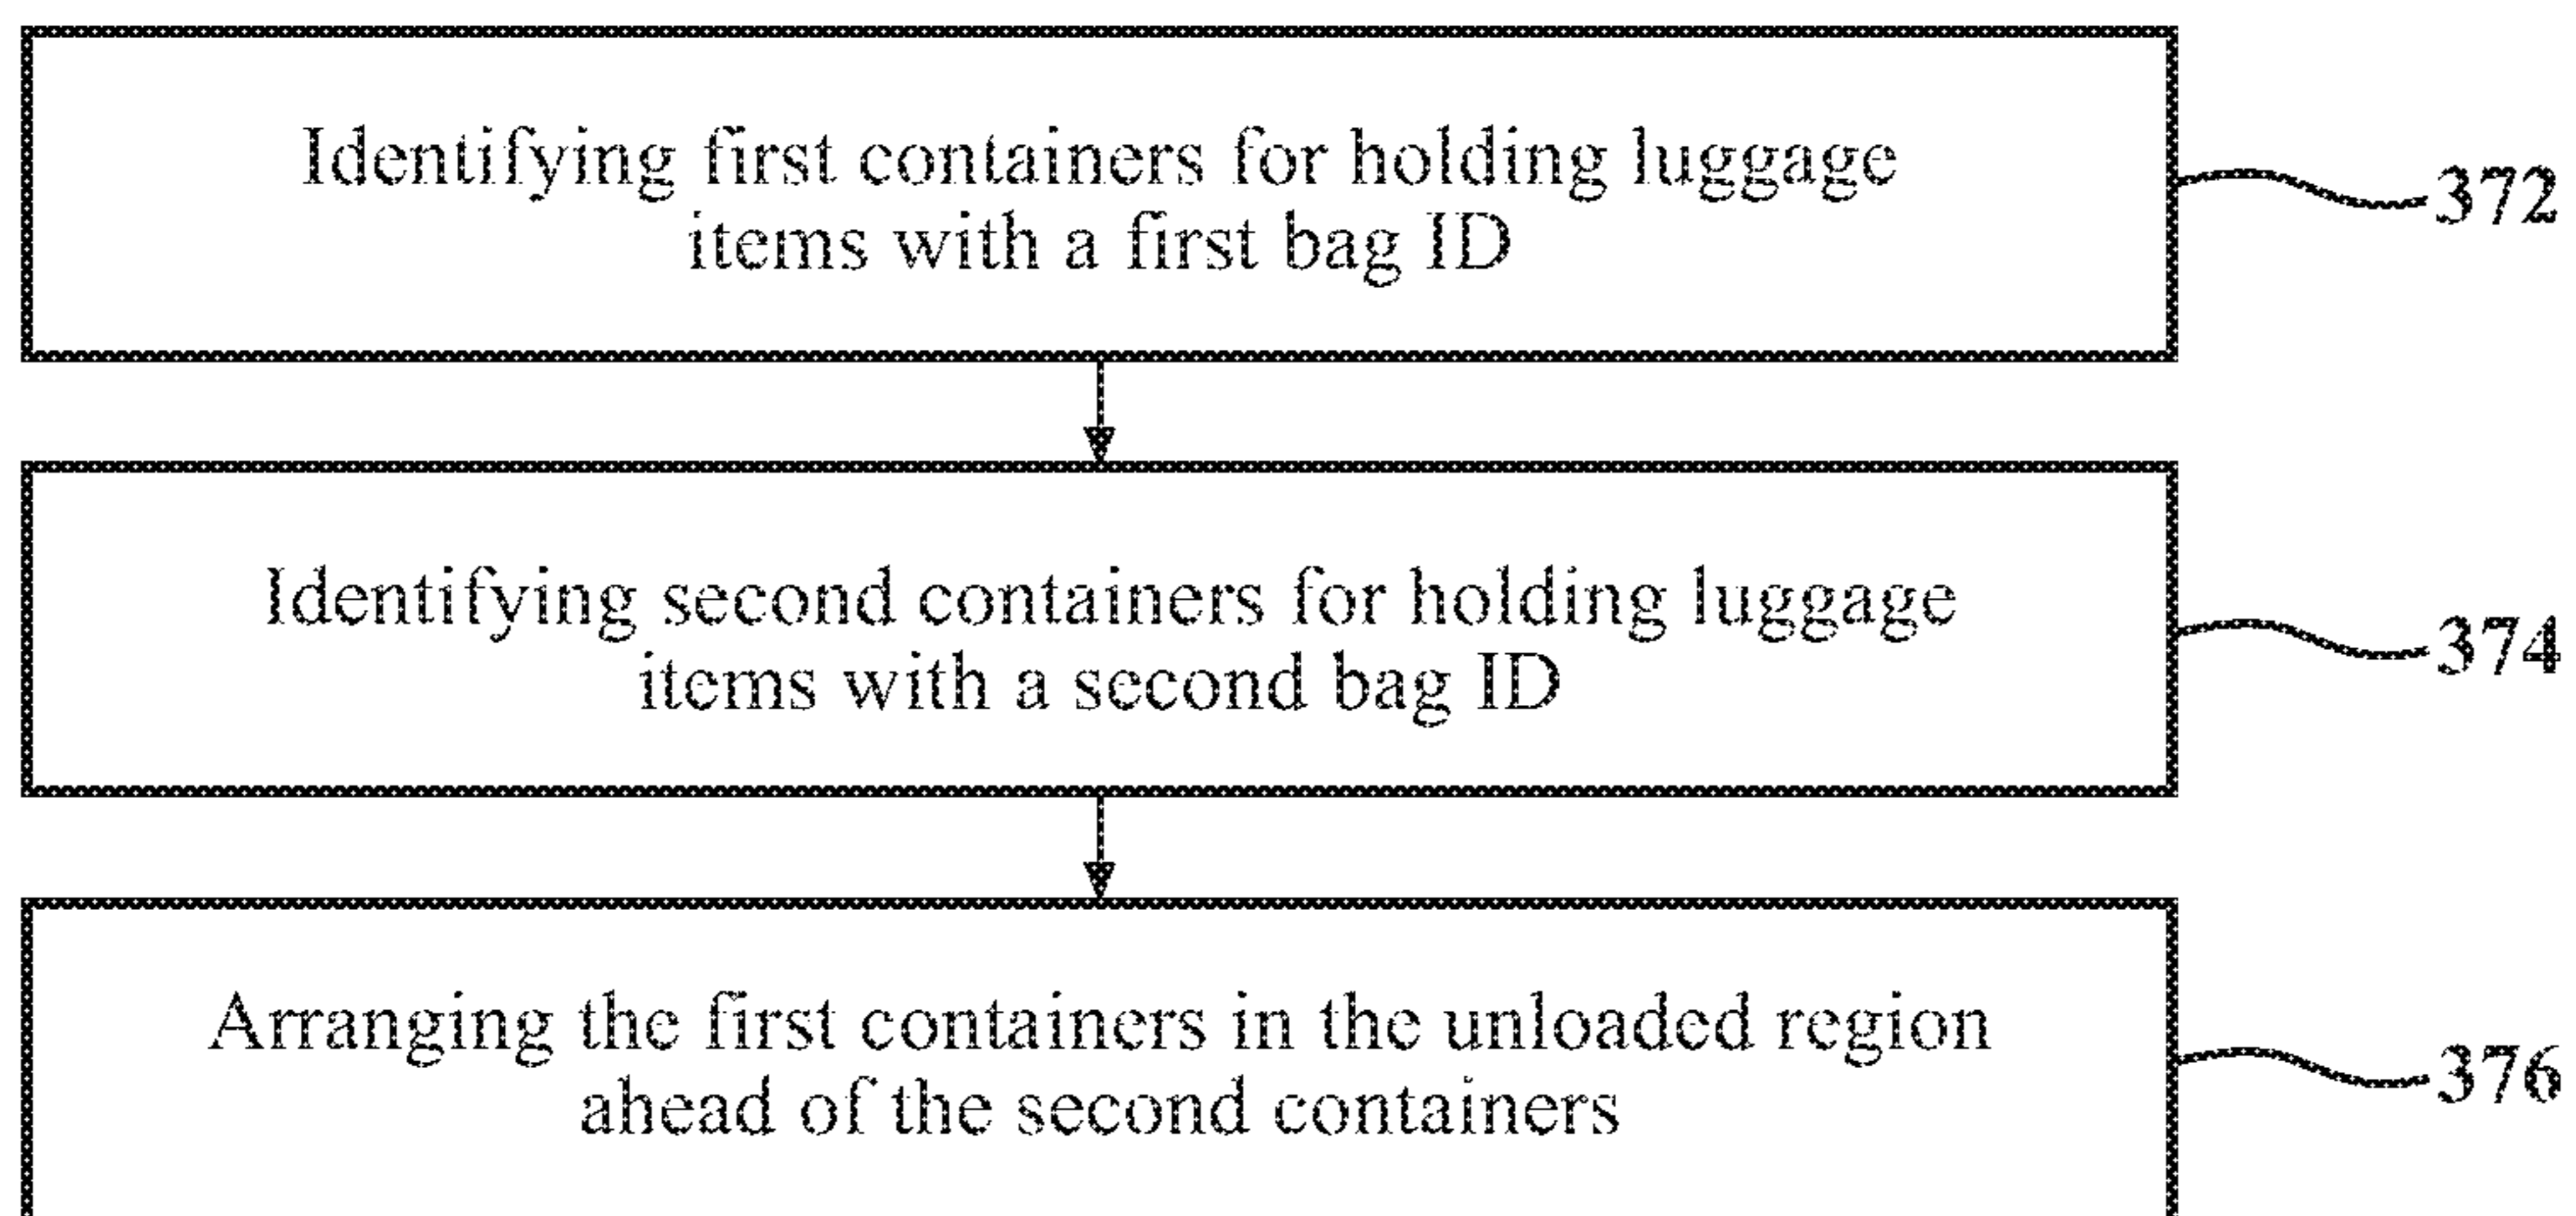 Identifying first containers for holding luggage
items with a first bag ID
372
Identifying second containers for holding luggage
items with a second bag ID
374
Arranging the first containers in the unloaded region
ahead of the second containers
376